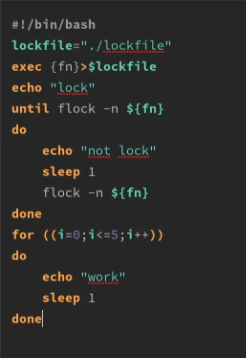 #!/bin/bash
lockfile="./lockfile"
exec {fn}>$lockfile
echo "lock"
until flock -n ${fn}
do
    echo "not lock"
    sleep 1
    flock -n ${fn}
done
for ((i=0;i<=5;i++))
do
    echo "work"
    sleep 1
done